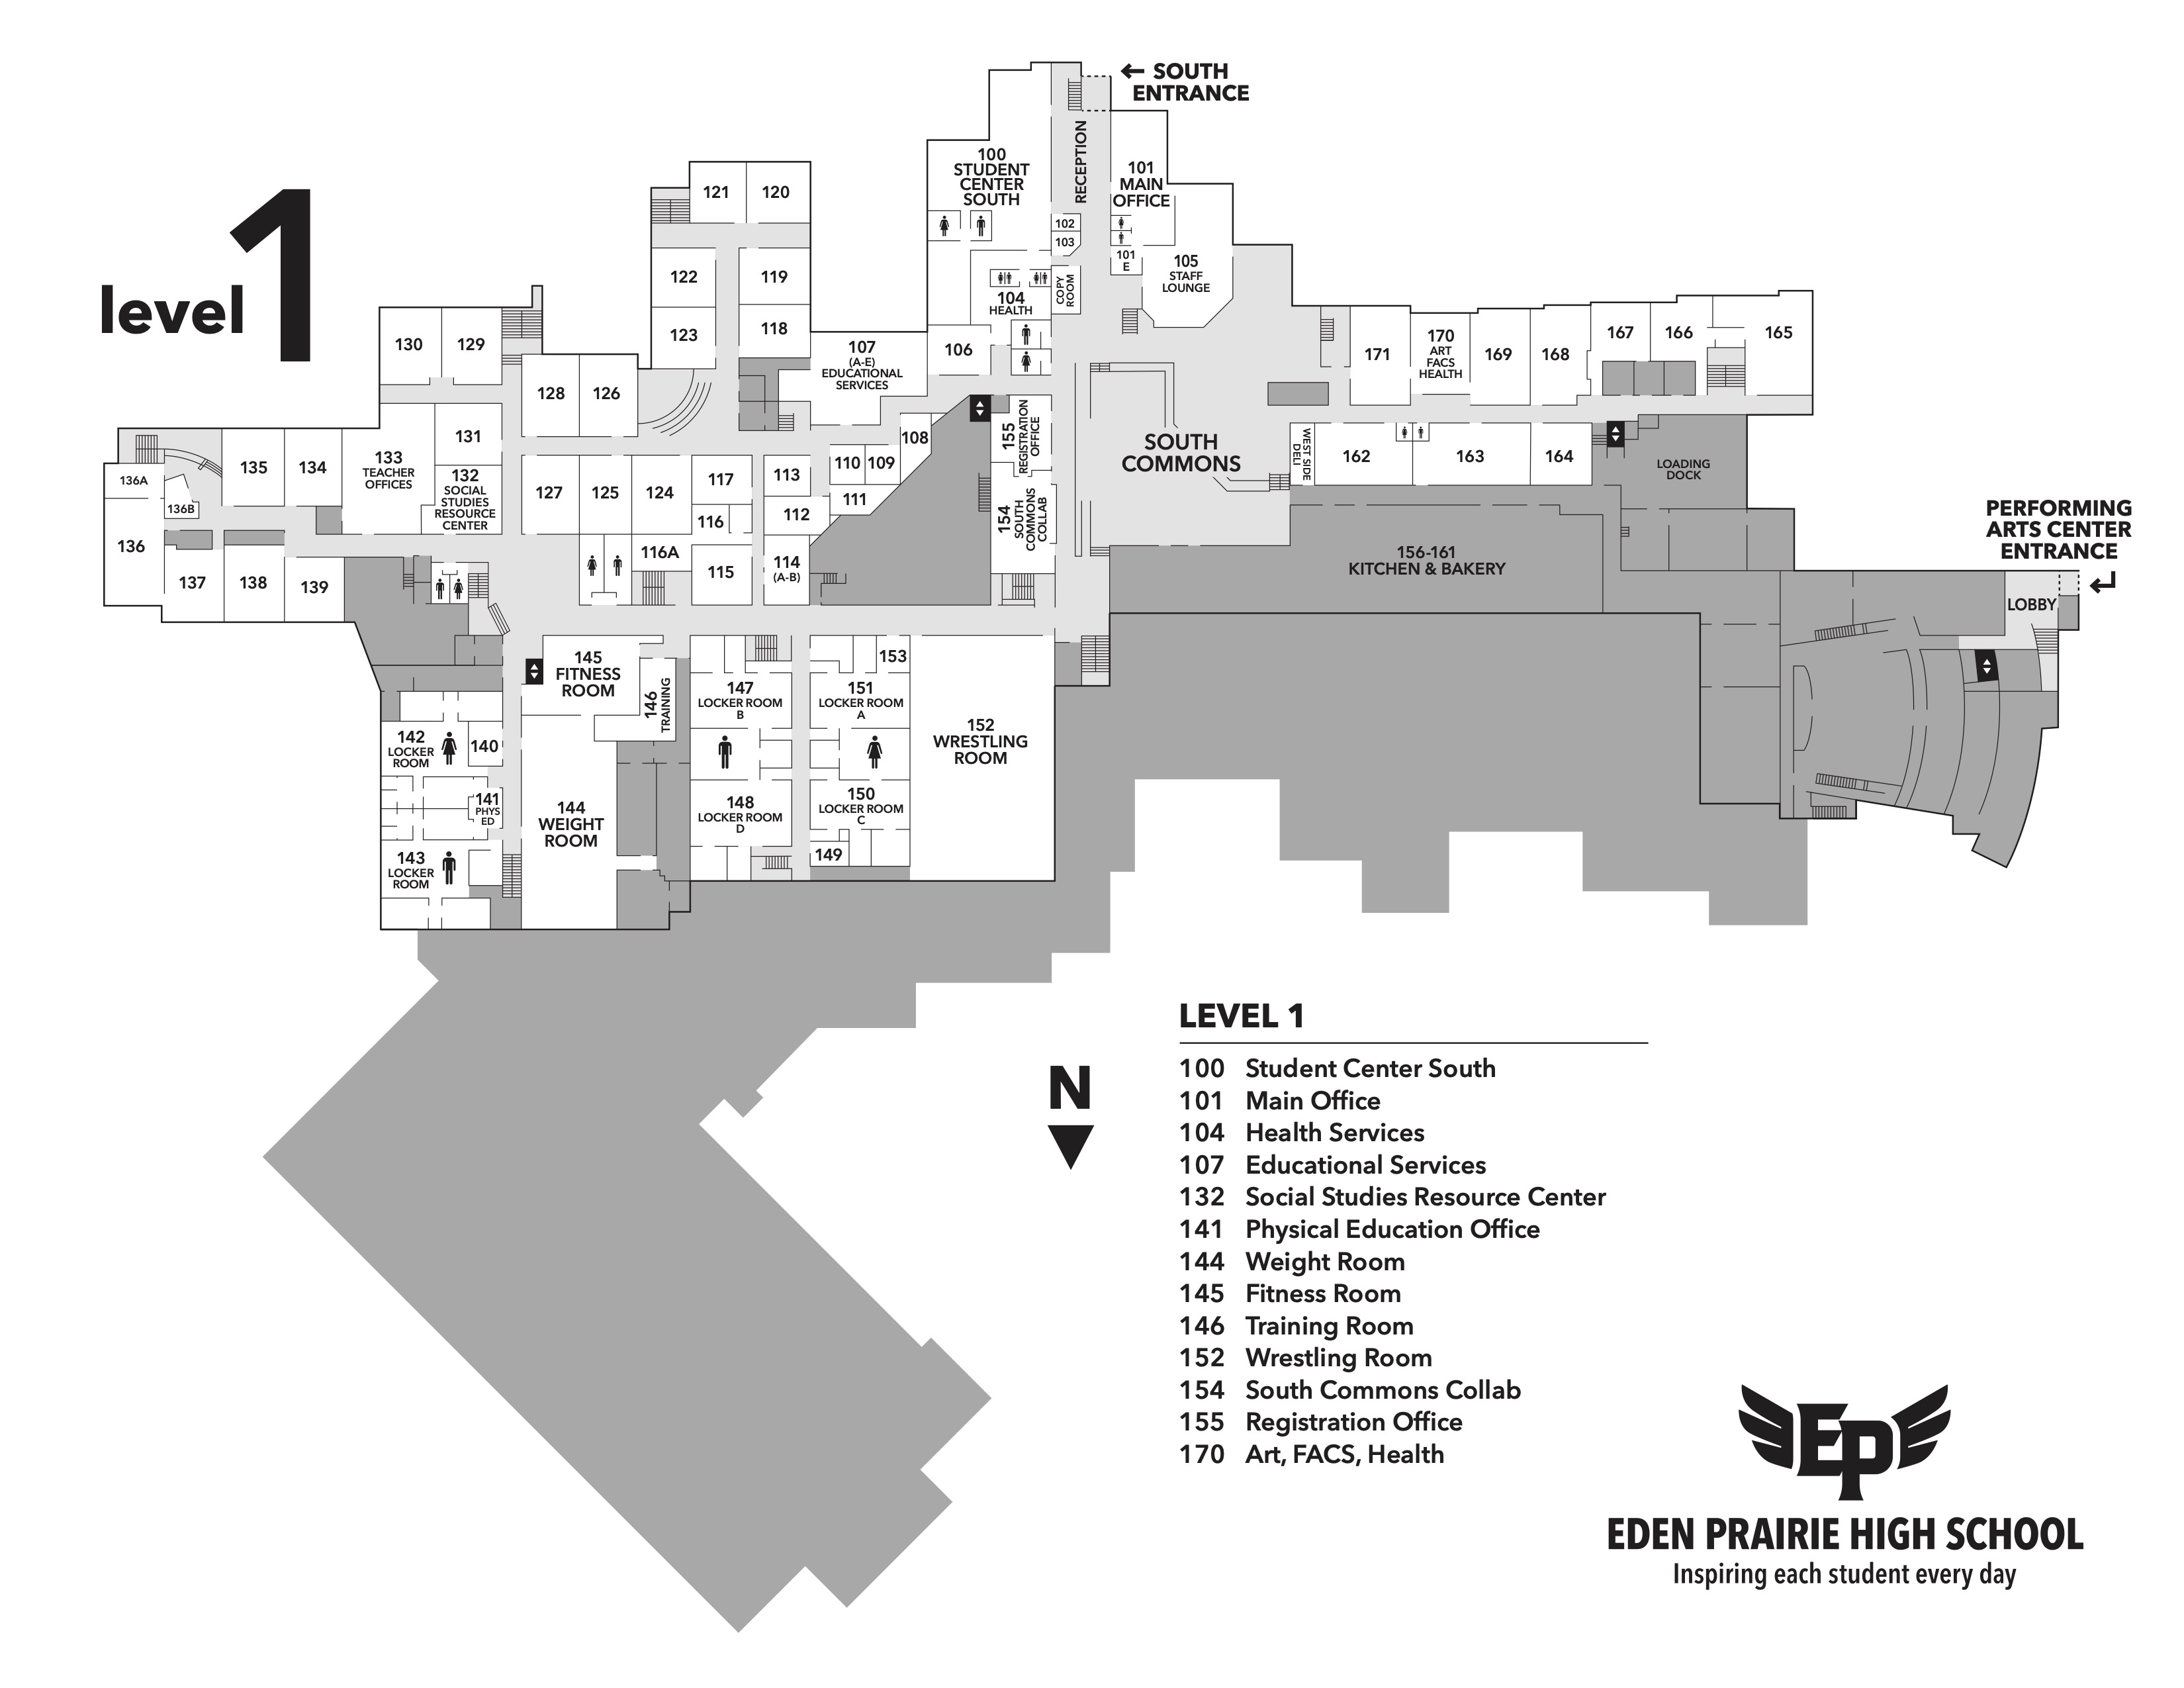 level 1
← SOUTH
ENTRANCE
RECEPTION
100
STUDENT
CENTER
SOUTH
101
MAIN
OFFICE
102
103
101
E
105
STAFF
LOUNGE
COPY
ROOM
104
HEALTH
106
107
(A-E)
EDUCATIONAL
SERVICES
121
120
122
119
123
118
130
129
128
126
131
132
SOCIAL
STUDIES
RESOURCE
CENTER
133
TEACHER
OFFICES
134
135
136A
136B
136
137
138
139
127
125
124
117
116
116A
115
113
112
114
(A-B)
108
110
109
111
155
REGISTRATION
OFFICE
154
SOUTH
COMMONS
COLLAB
SOUTH
COMMONS
171
170
ART
FACS
HEALTH
169
168
167
166
165
WEST SIDE
DELI
162
163
164
LOADING
DOCK
156-161
KITCHEN & BAKERY
PERFORMING
ARTS CENTER
ENTRANCE
LOBBY
145
FITNESS
ROOM
146
TRAINING
147
LOCKER ROOM
B
153
151
LOCKER ROOM
A
152
WRESTLING
ROOM
142
LOCKER
ROOM
140
141
PHYS
ED
143
LOCKER
ROOM
144
WEIGHT
ROOM
148
LOCKER ROOM
D
150
LOCKER ROOM
C
149
N
LEVEL 1
100 Student Center South
101 Main Office
104 Health Services
107 Educational Services
132 Social Studies Resource Center
141 Physical Education Office
144 Weight Room
145 Fitness Room
146 Training Room
152 Wrestling Room
154 South Commons Collab
155 Registration Office
170 Art, FACS, Health
EP
EDEN PRAIRIE HIGH SCHOOL
Inspiring each student every day